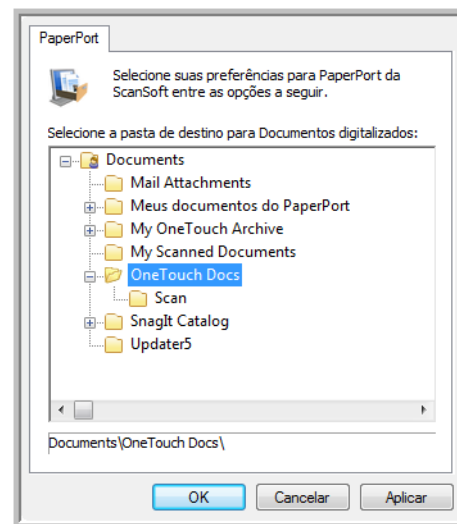 PaperPort
Selecione suas preferências para PaperPort da
ScanSoft entre as opções a seguir.
Selecione a pasta de destino para Documentos digitalizados:
Documents
Mail Attachments
Meus documentos do PaperPort
My OneTouch Archive
My Scanned Documents
OneTouch Docs
Scan
SnagIt Catalog
Updater5
Documents\OneTouch Docs\
OK Cancelar Aplicar